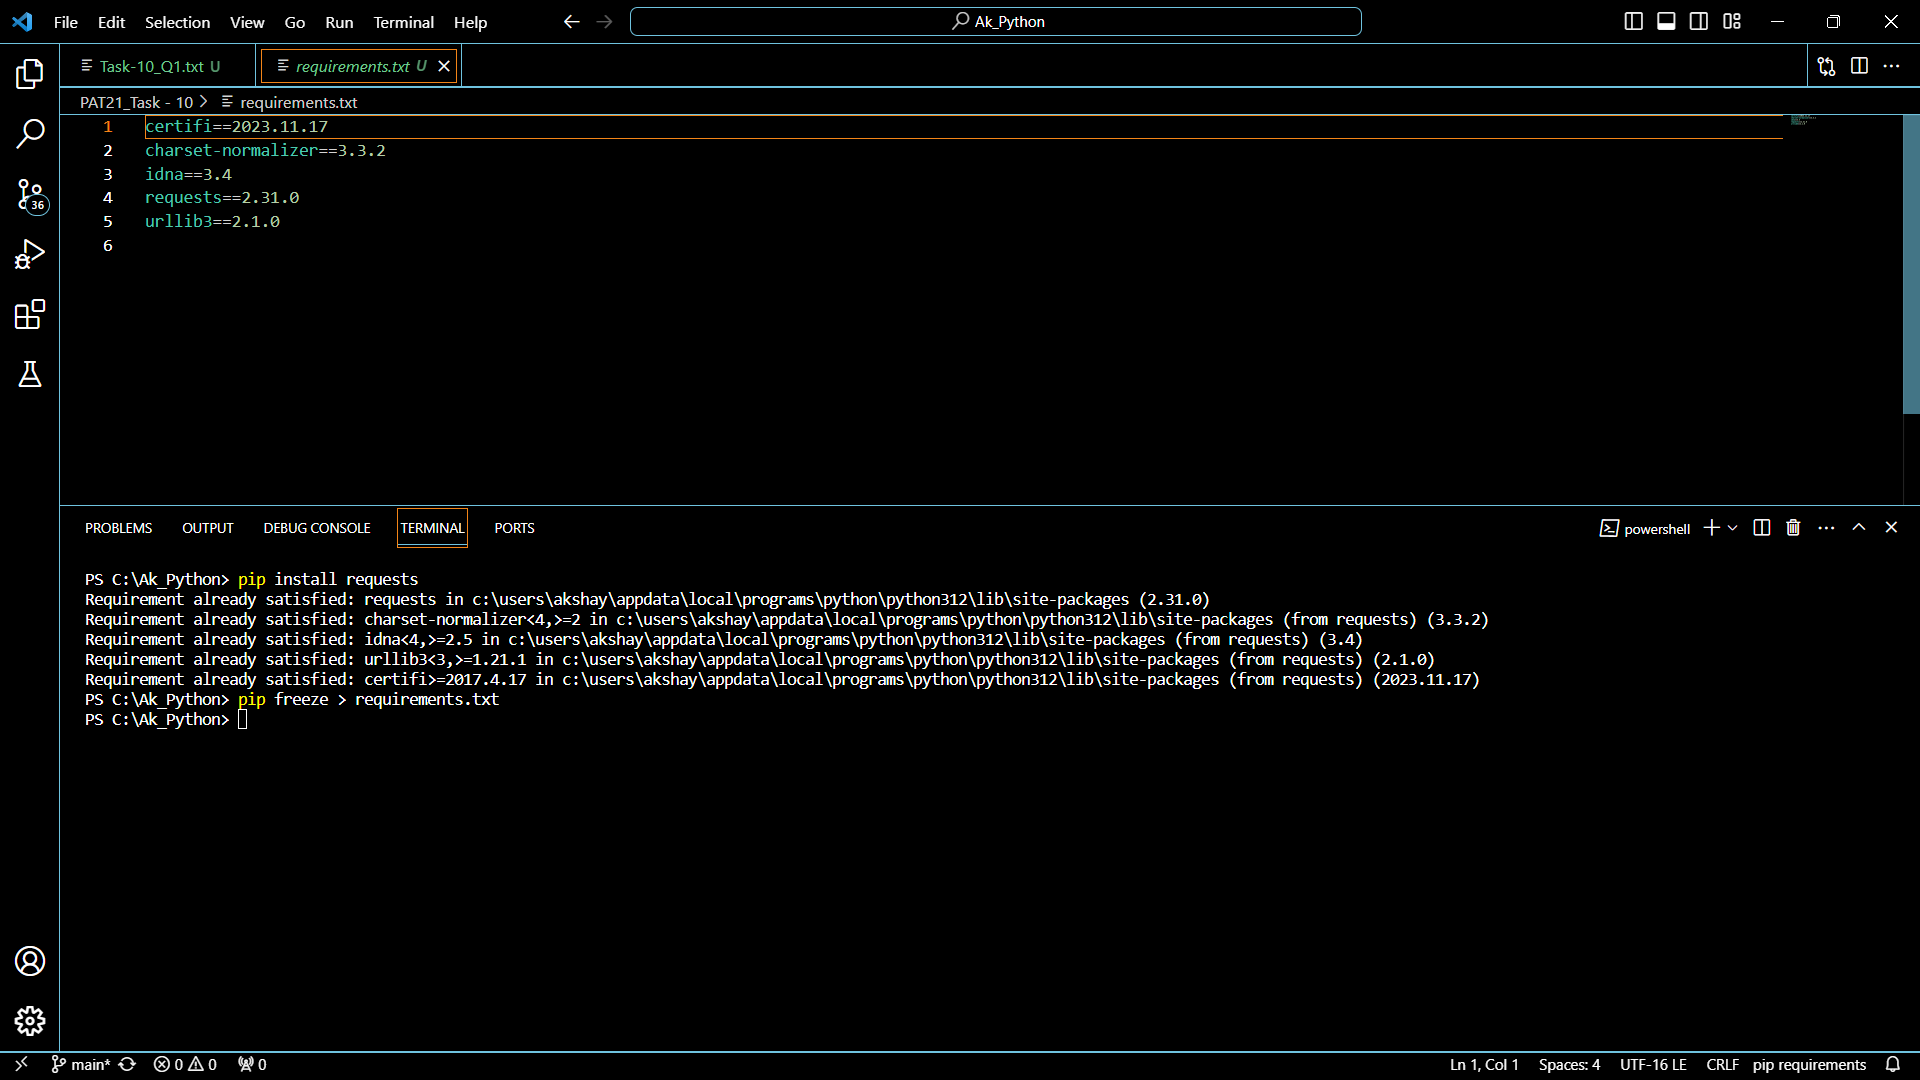 File Edit Selection View Go Run Terminal Help Ak_Python
Task-10_Q1.txt U requirements.txt U
PAT21_Task - 10 > requirements.txt
1 certifi==2023.11.17
2 charset-normalizer==3.3.2
3 idna==3.4
4 requests==2.31.0
5 urllib3==2.1.0
6
36
PROBLEMS OUTPUT DEBUG CONSOLE TERMINAL PORTS powershell
PS C:\Ak_Python> pip install requests
Requirement already satisfied: requests in c:\users\akshay\appdata\local\programs\python\python312\lib\site-packages (2.31.0)
Requirement already satisfied: charset-normalizer<4,>=2 in c:\users\akshay\appdata\local\programs\python\python312\lib\site-packages (from requests) (3.3.2)
Requirement already satisfied: idna<4,>=2.5 in c:\users\akshay\appdata\local\programs\python\python312\lib\site-packages (from requests) (3.4)
Requirement already satisfied: urllib3<3,>=1.21.1 in c:\users\akshay\appdata\local\programs\python\python312\lib\site-packages (from requests) (2.1.0)
Requirement already satisfied: certifi>=2017.4.17 in c:\users\akshay\appdata\local\programs\python\python312\lib\site-packages (from requests) (2023.11.17)
PS C:\Ak_Python> pip freeze > requirements.txt
PS C:\Ak_Python>
main* 0 0 0 Ln 1, Col 1 Spaces: 4 UTF-16 LE CRLF pip requirements